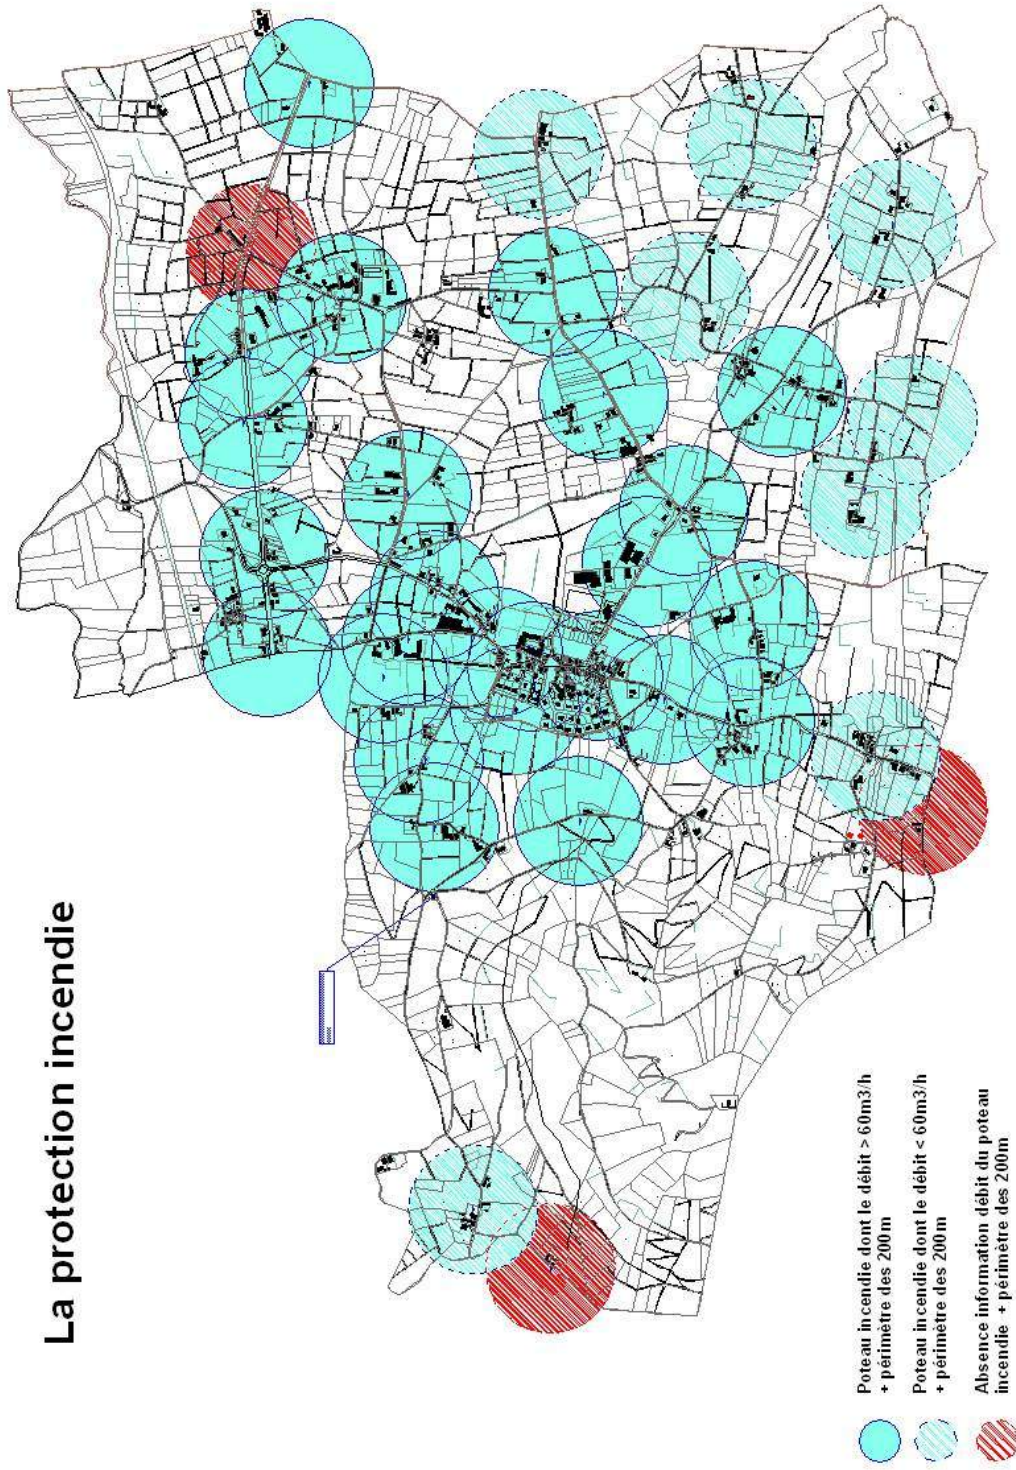 La protection incendie
Poteau incendie dont le débit > 60m3/h
+ périmètre des 200m
Poteau incendie dont le débit < 60m3/h
+ périmètre des 200m
Absence information débit du poteau
incendie + périmètre des 200m